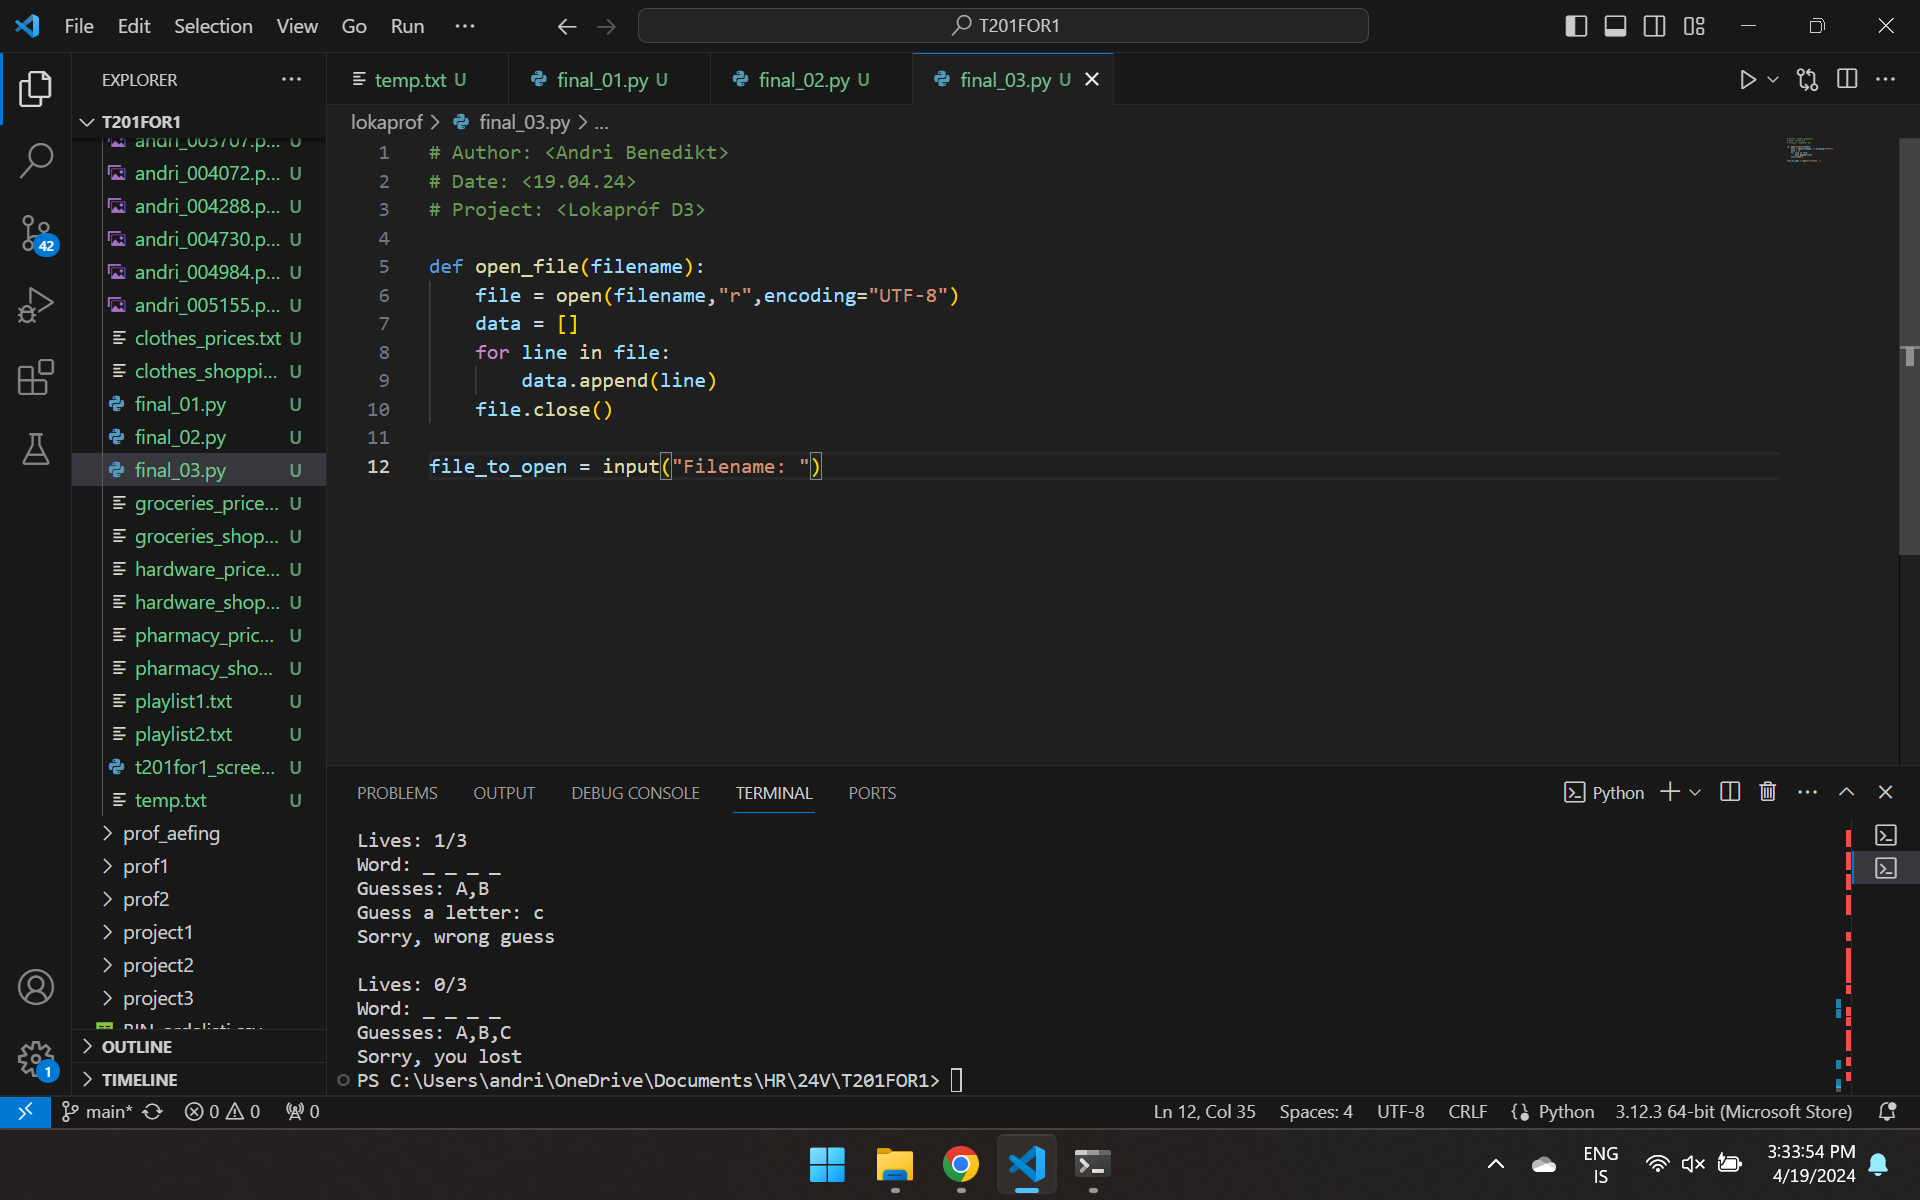 File Edit Selection View Go Run ...
T201FOR1
EXPLORER
T201FOR1
andri_003707.p... U
andri_004072.p... U
andri_004288.p... U
andri_004730.p... U
andri_004984.p... U
andri_005155.p... U
clothes_prices.txt U
clothes_shoppi... U
final_01.py U
final_02.py U
final_03.py U
groceries_price... U
groceries_shop... U
hardware_price... U
hardware_shop... U
pharmacy_pric... U
pharmacy_sho... U
playlist1.txt U
playlist2.txt U
t201for1_scree... U
temp.txt U
prof_aefing
prof1
prof2
project1
project2
project3
OUTLINE
TIMELINE
42
1
temp.txt U final_01.py U final_02.py U final_03.py U
lokaprof > final_03.py > ...
1 # Author: <Andri Benedikt>
2 # Date: <19.04.24>
3 # Project: <Lokapróf D3>
4
5 def open_file(filename):
6 file = open(filename,"r",encoding="UTF-8")
7 data = []
8 for line in file:
9 data.append(line)
10 file.close()
11
12 file_to_open = input("Filename: ")
PROBLEMS OUTPUT DEBUG CONSOLE TERMINAL PORTS
Python
Lives: 1/3
Word: _ _ _ _
Guesses: A,B
Guess a letter: c
Sorry, wrong guess
Lives: 0/3
Word: _ _ _ _
Guesses: A,B,C
Sorry, you lost
PS C:\Users\andri\OneDrive\Documents\HR\24V\T201FOR1>
main* 0 0 0
Ln 12, Col 35 Spaces: 4 UTF-8 CRLF Python 3.12.3 64-bit (Microsoft Store)
ENG
IS
3:33:54 PM
4/19/2024